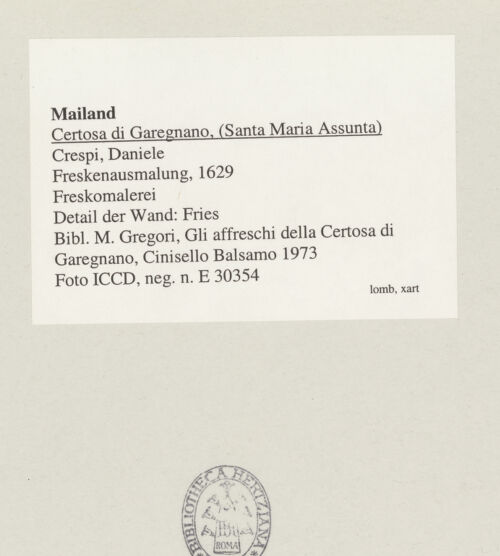 Mailand
Certosa di Garegnano, (Santa Maria Assunta)
Crespi, Daniele
Freskenausmalung, 1629
Freskomalerei
Detail der Wand: Fries
Bibl. M. Gregori, Gli affreschi della Certosa di
Garegnano, Cinisello Balsamo 1973
Foto ICCD, neg. n. E 30354
lomb, xart
BIBLIOTHECA HERTZIANA
ROMA